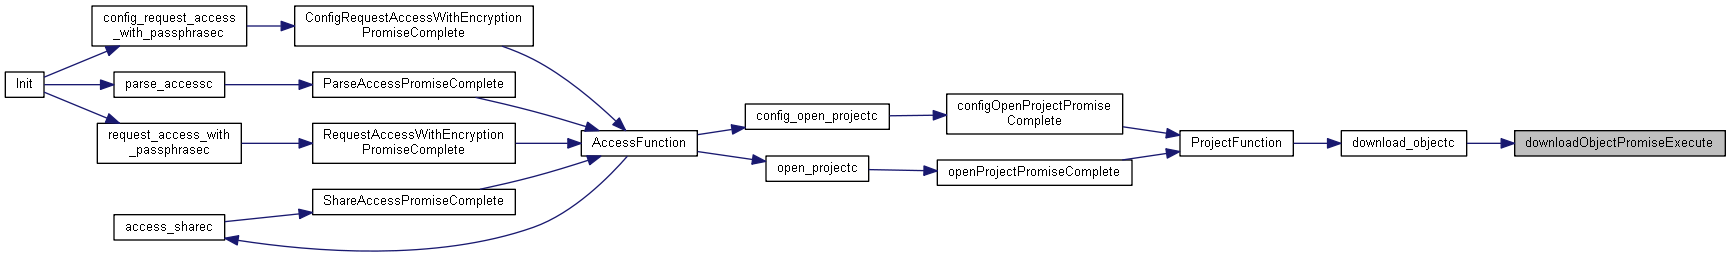 Init
config_request_access
_with_passphrasec
parse_accessc
request_access_with
_passphrasec
access_sharec
ConfigRequestAccessWithEncryption
PromiseComplete
ParseAccessPromiseComplete
RequestAccessWithEncryption
PromiseComplete
ShareAccessPromiseComplete
AccessFunction
config_open_projectc
open_projectc
configOpenProjectPromise
Complete
openProjectPromiseComplete
ProjectFunction
download_objectc
downloadObjectPromiseExecute